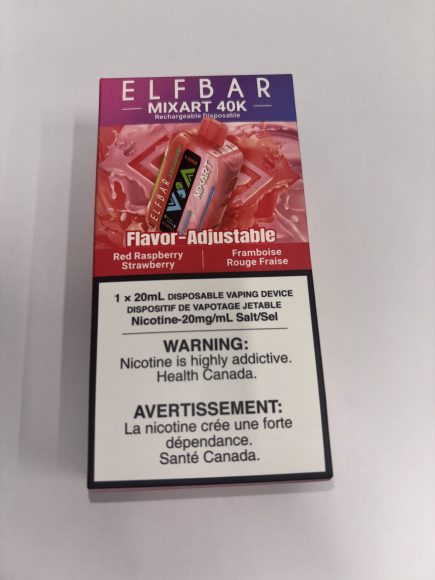 ELFBAR
MIXART 40K
Rechargeable Disposable
ELFBAR
MIXART
Flavor-Adjustable
Red Raspberry
Strawberry
Framboise
Rouge Fraise
1 x 20mL DISPOSABLE VAPING DEVICE
DISPOSITIF DE VAPOTAGE JETABLE
Nicotine-20mg/mL Salt/Sel
WARNING:
Nicotine is highly addictive.
Health Canada.
AVERTISSEMENT:
La nicotine crée une forte
dépendance.
Santé Canada.